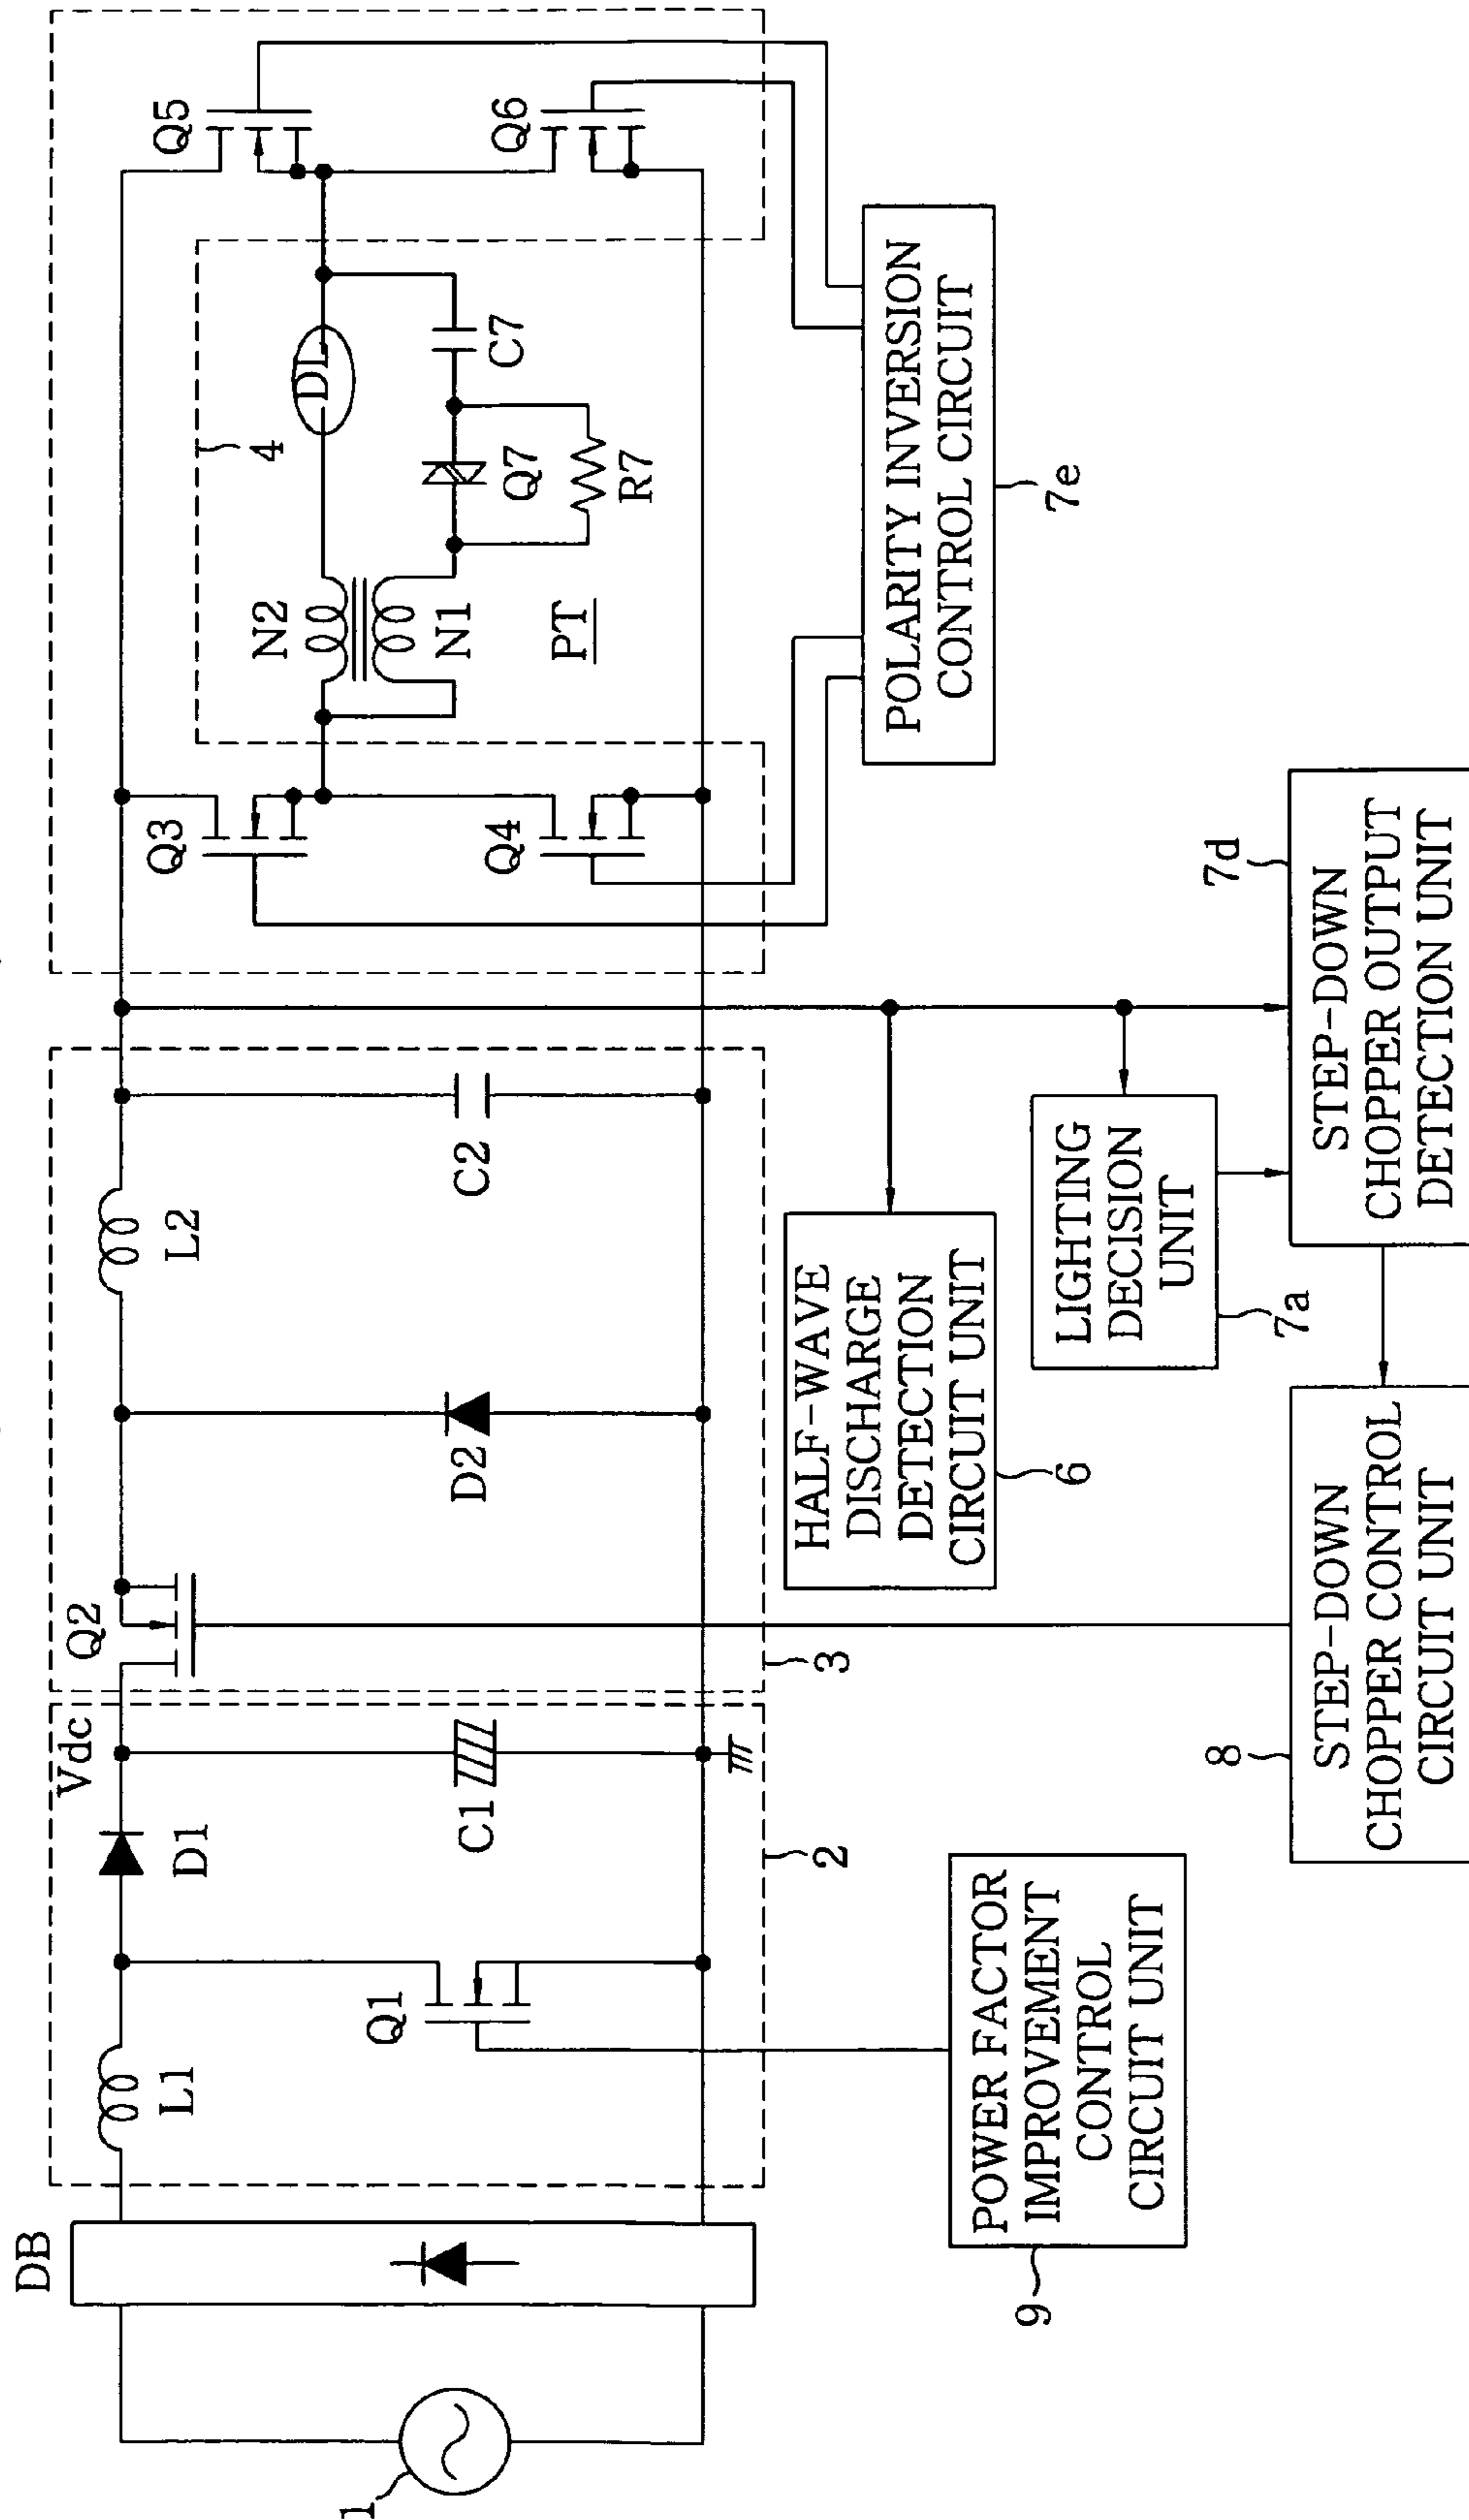 DB
1
L1
Q1
D1
Vdc
C1
2
Q2
D2
L2
C2
3
Q3
Q4
N2
N1
PT
4
DL
Q7
R7
C7
Q5
Q6
POWER FACTOR
IMPROVEMENT
CONTROL
CIRCUIT UNIT
9
HALF-WAVE
DISCHARGE
DETECTION
CIRCUIT UNIT
6
LIGHTING
DECISION
UNIT
7a
POLARITY INVERSION
CONTROL CIRCUIT
7e
STEP-DOWN
CHOPPER CONTROL
CIRCUIT UNIT
8
STEP-DOWN
CHOPPER OUTPUT
DETECTION UNIT
7d